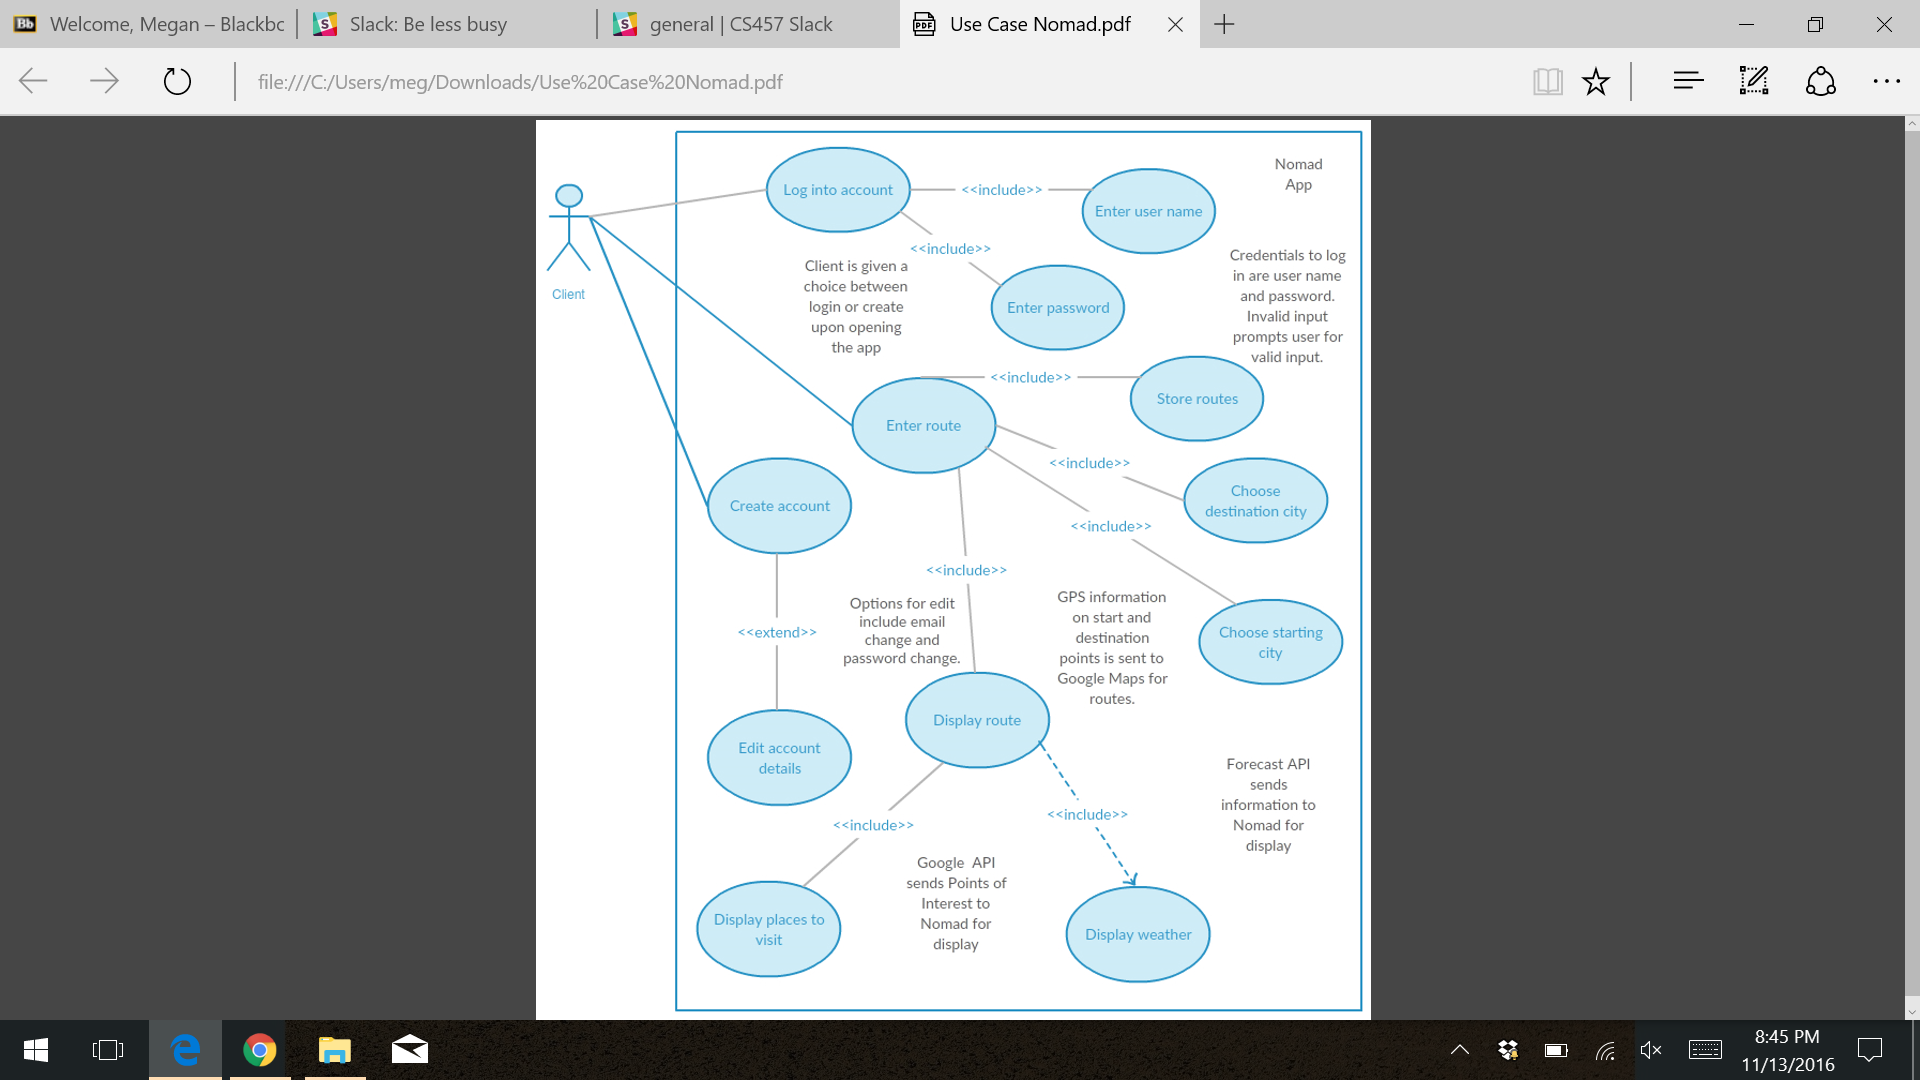 Welcome, Megan – Blackbc
Slack: Be less busy
general | CS457 Slack
PDF
Use Case Nomad.pdf
file:///C:/Users/meg/Downloads/Use%20Case%20Nomad.pdf
Nomad
App
Log into account
<<include>>
Enter user name
<<include>>
Client
Client is given a
choice between
login or create
upon opening
the app
Enter password
Credentials to log
in are user name
and password.
Invalid input
prompts user for
valid input.
<<include>>
Store routes
Enter route
<<include>>
Choose
destination city
Create account
<<include>>
<<include>>
<<extend>>
Options for edit
include email
change and
password change.
GPS information
on start and
destination
points is sent to
Google Maps for
routes.
Choose starting
city
Display route
Edit account
details
Forecast API
sends
information to
Nomad for
display
<<include>>
<<include>>
Google API
sends Points of
Interest to
Nomad for
display
Display places to
visit
Display weather
8:45 PM
11/13/2016